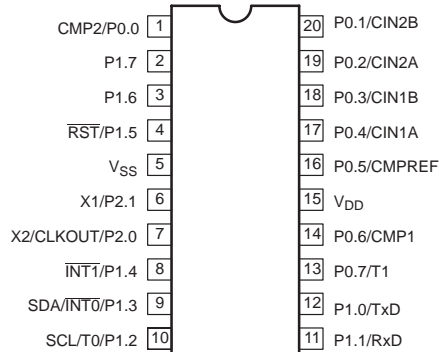 CMP2/P0.0 1 20 P0.1/CIN2B
P1.7 2 19 P0.2/CIN2A
P1.6 3 18 P0.3/CIN1B
R̅S̅T̅/P1.5 4 17 P0.4/CIN1A
VSS 5 16 P0.5/CMPREF
X1/P2.1 6 15 VDD
X2/CLKOUT/P2.0 7 14 P0.6/CMP1
I̅N̅T̅1̅/P1.4 8 13 P0.7/T1
SDA/I̅N̅T̅0̅/P1.3 9 12 P1.0/TxD
SCL/T0/P1.2 10 11 P1.1/RxD